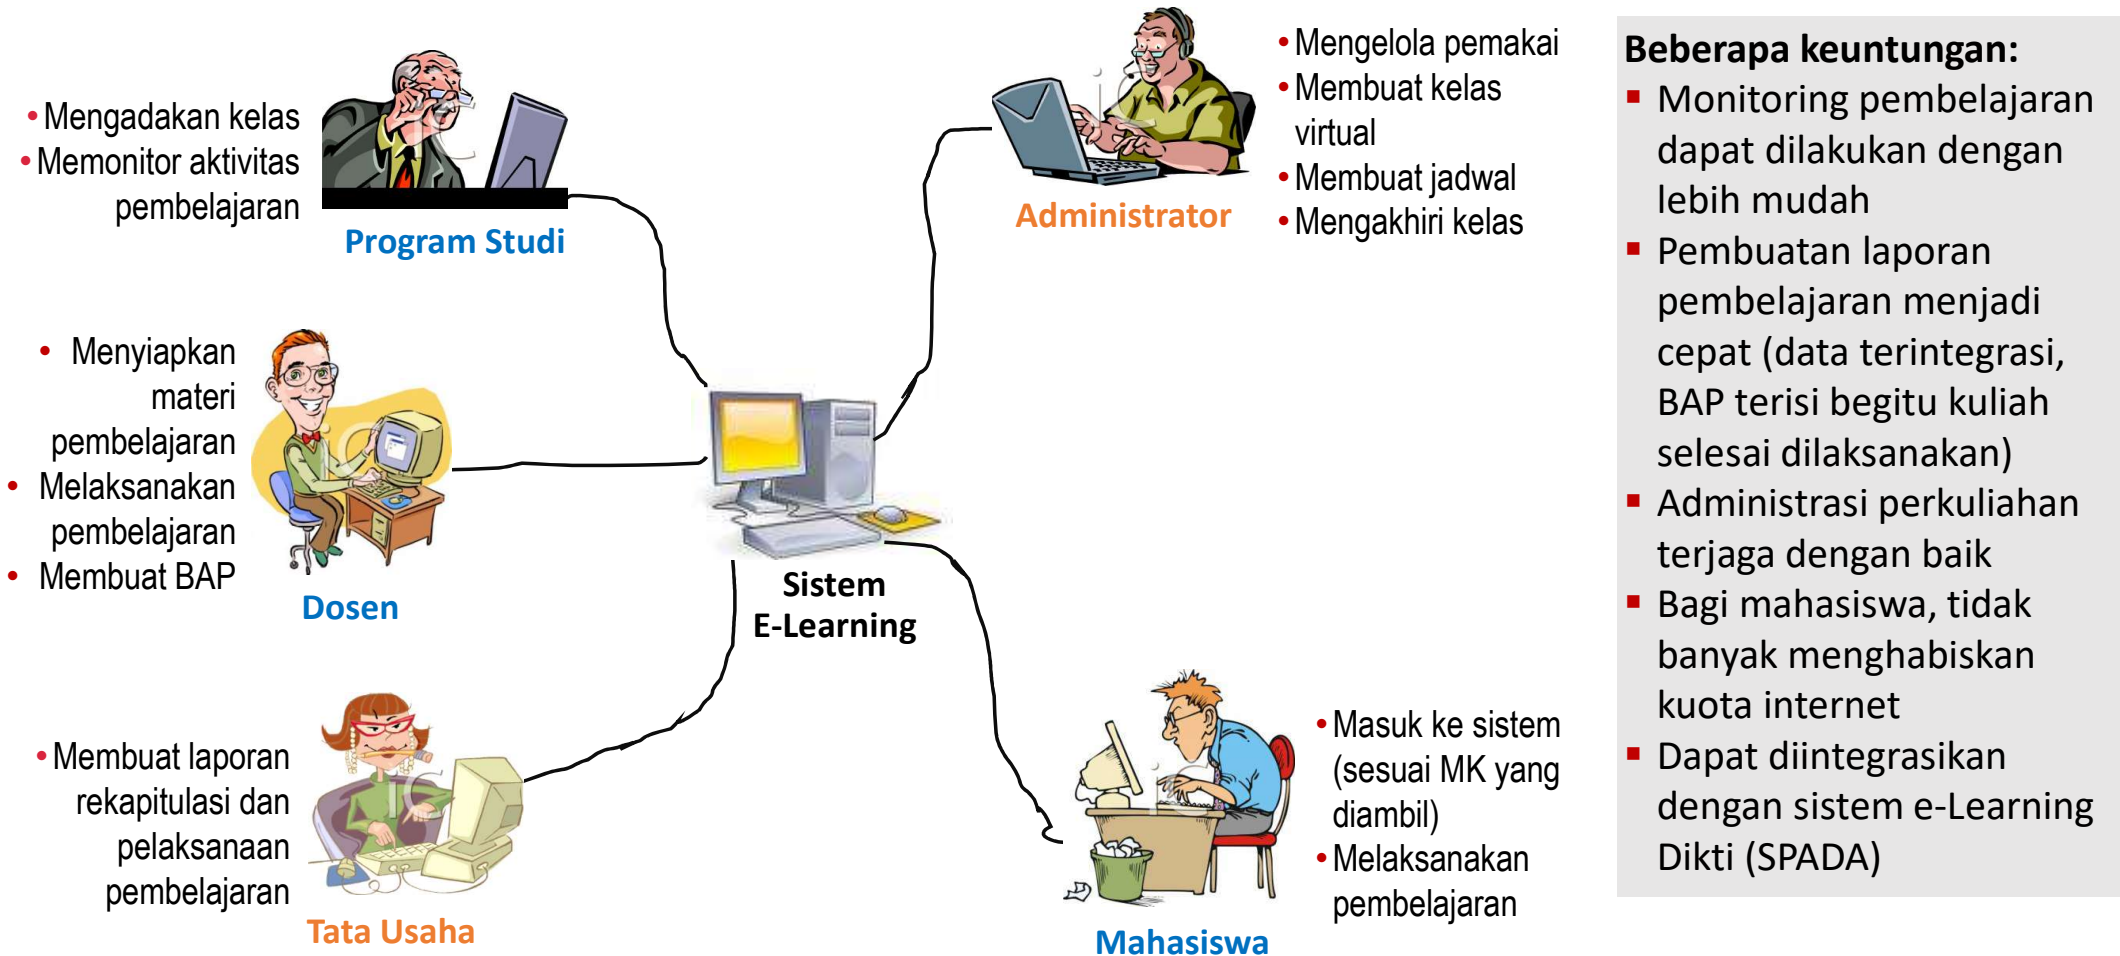 • Mengadakan kelas
• Memonitor aktivitas
pembelajaran
Program Studi
• Mengelola pemakai
• Membuat kelas
virtual
• Membuat jadwal
• Mengakhiri kelas
Administrator
• Menyiapkan
materi
pembelajaran
• Melaksanakan
pembelajaran
• Membuat BAP
Dosen
Sistem
E-Learning
• Membuat laporan
rekapitulasi dan
pelaksanaan
pembelajaran
Tata Usaha
• Masuk ke sistem
(sesuai MK yang
diambil)
• Melaksanakan
pembelajaran
Mahasiswa
Beberapa keuntungan:
▪ Monitoring pembelajaran
dapat dilakukan dengan
lebih mudah
▪ Pembuatan laporan
pembelajaran menjadi
cepat (data terintegrasi,
BAP terisi begitu kuliah
selesai dilaksanakan)
▪ Administrasi perkuliahan
terjaga dengan baik
▪ Bagi mahasiswa, tidak
banyak menghabiskan
kuota internet
▪ Dapat diintegrasikan
dengan sistem e-Learning
Dikti (SPADA)